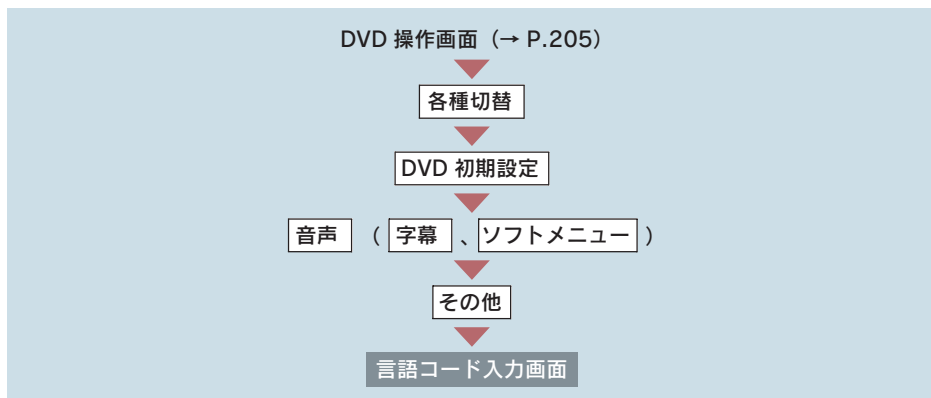 DVD 操作画面（→ P.205）
各種切替
DVD 初期設定
音声 （ 字幕 、ソフトメニュー ）
その他
言語コード入力画面